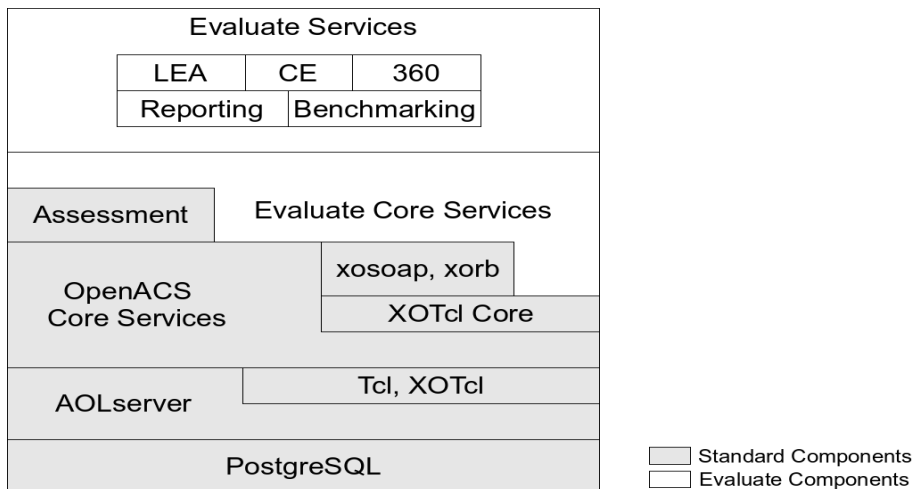 Evaluate Services
LEA CE 360
Reporting Benchmarking
Assessment
Evaluate Core Services
xosoap, xorb
OpenACS
Core Services
XOTcl Core
Tcl, XOTcl
AOLserver
PostgreSQL
Standard Components
Evaluate Components